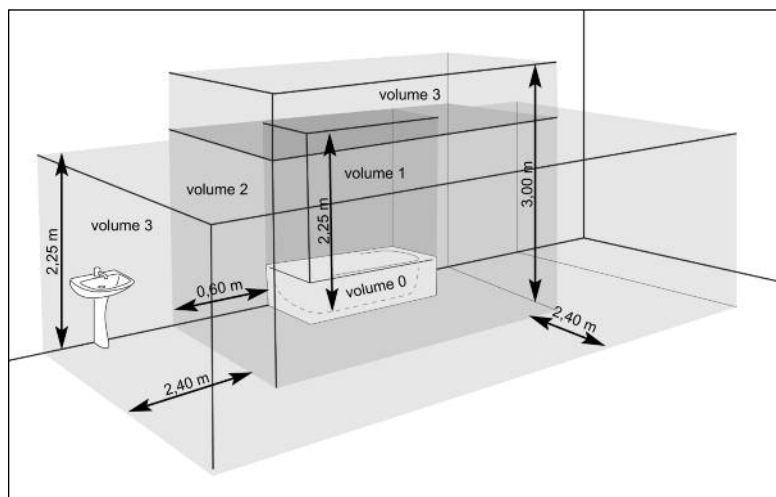 volume 3
volume 2
volume 1
volume 3
2,25 m
2,25 m
3,00 m
0,60 m
volume 0
2,40 m
2,40 m